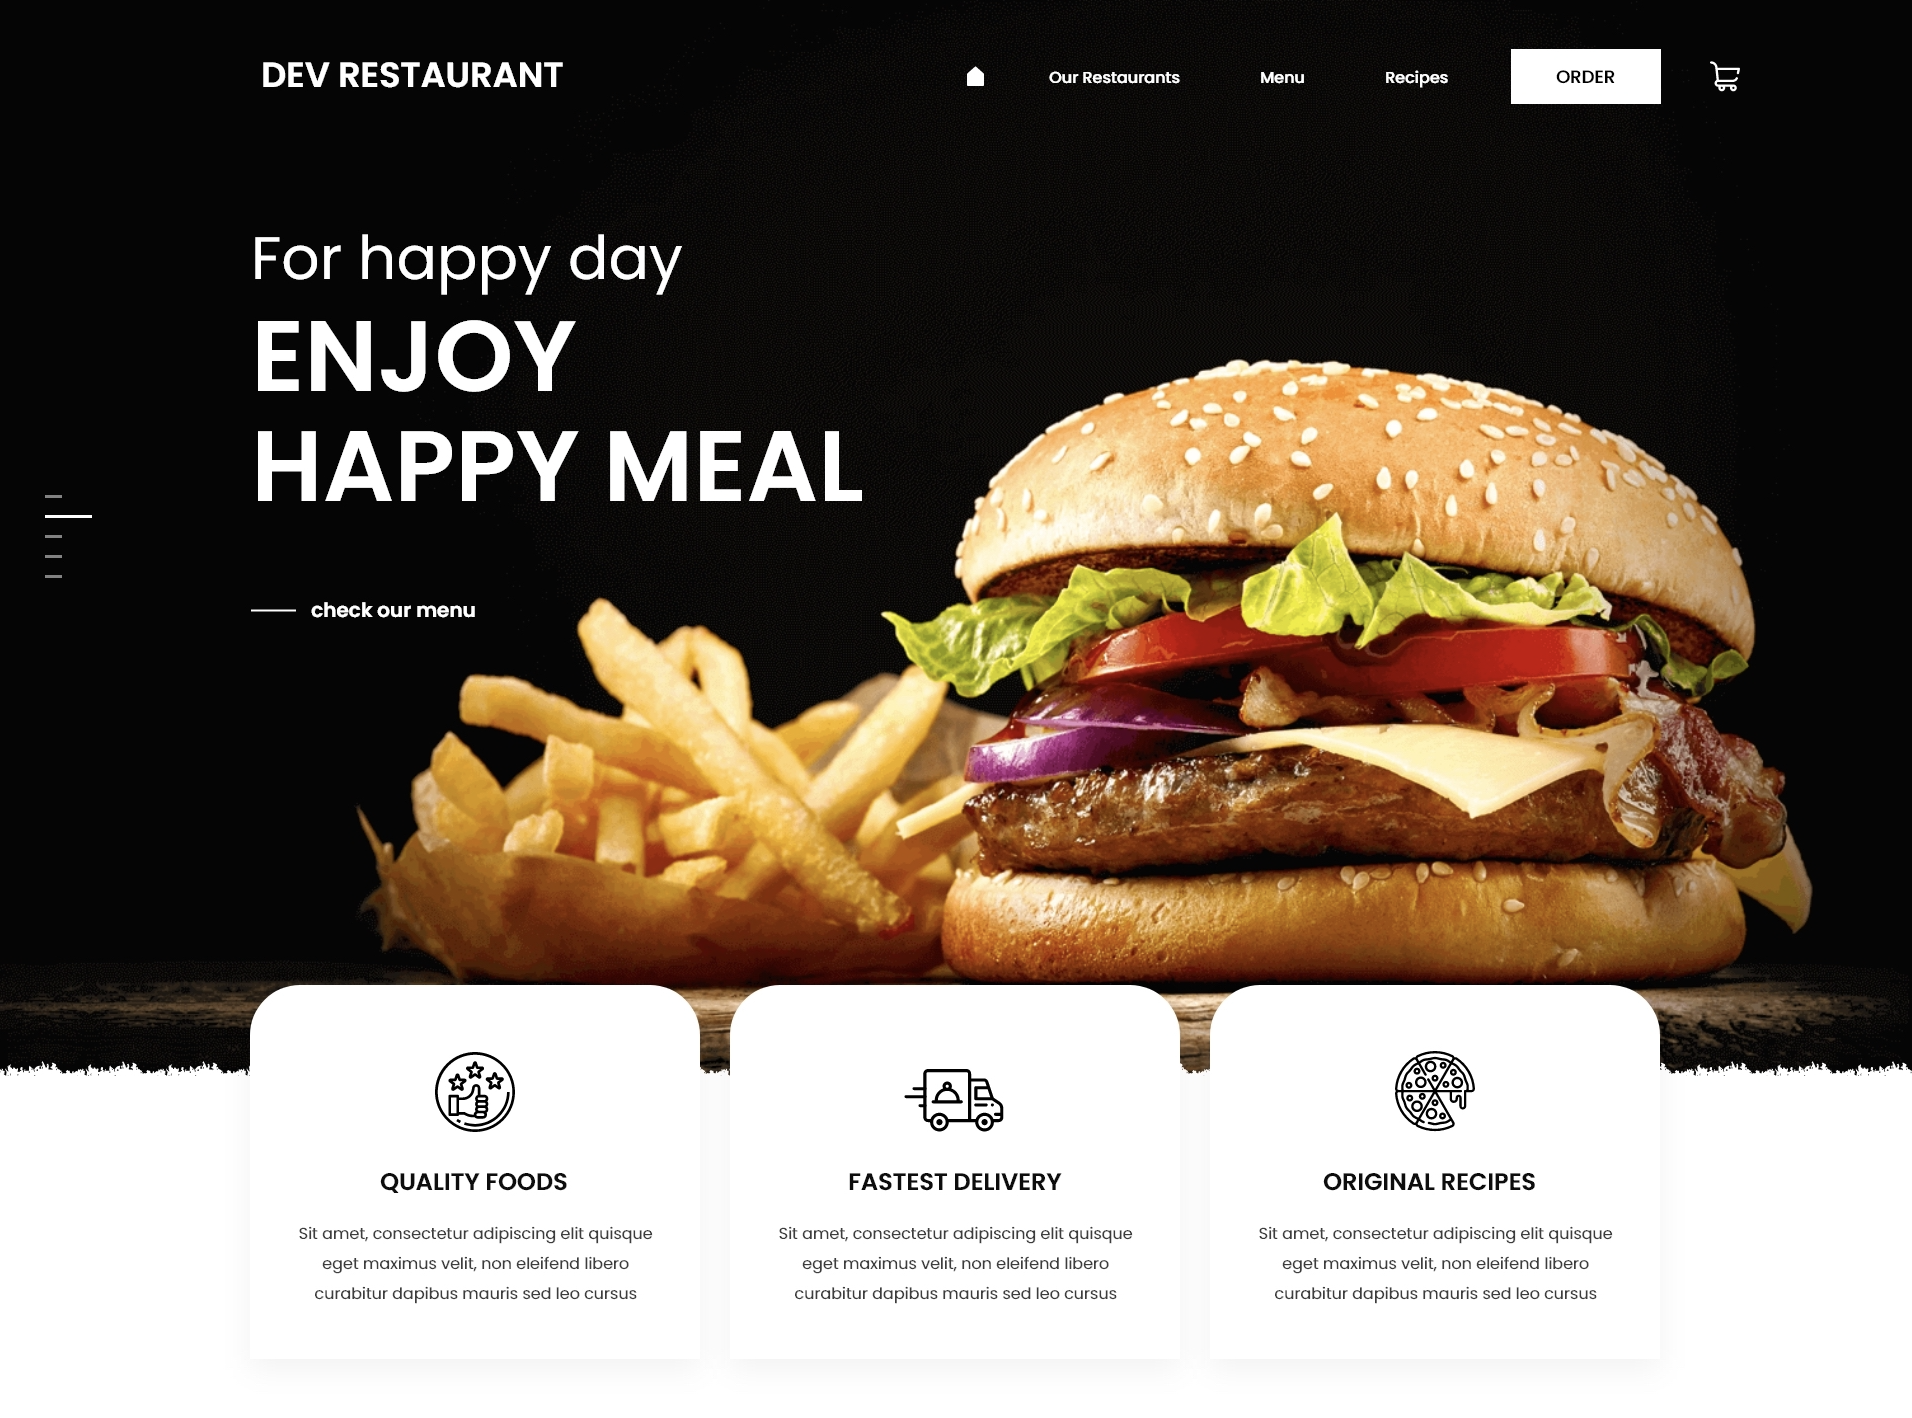 DEV RESTAURANT
Our Restaurants
Menu
Recipes
ORDER
For happy day
ENJOY
HAPPY MEAL
check our menu
QUALITY FOODS
Sit amet, consectetur adipiscing elit quisque
eget maximus velit, non eleifend libero
curabitur dapibus mauris sed leo cursus
FASTEST DELIVERY
Sit amet, consectetur adipiscing elit quisque
eget maximus velit, non eleifend libero
curabitur dapibus mauris sed leo cursus
ORIGINAL RECIPES
Sit amet, consectetur adipiscing elit quisque
eget maximus velit, non eleifend libero
curabitur dapibus mauris sed leo cursus